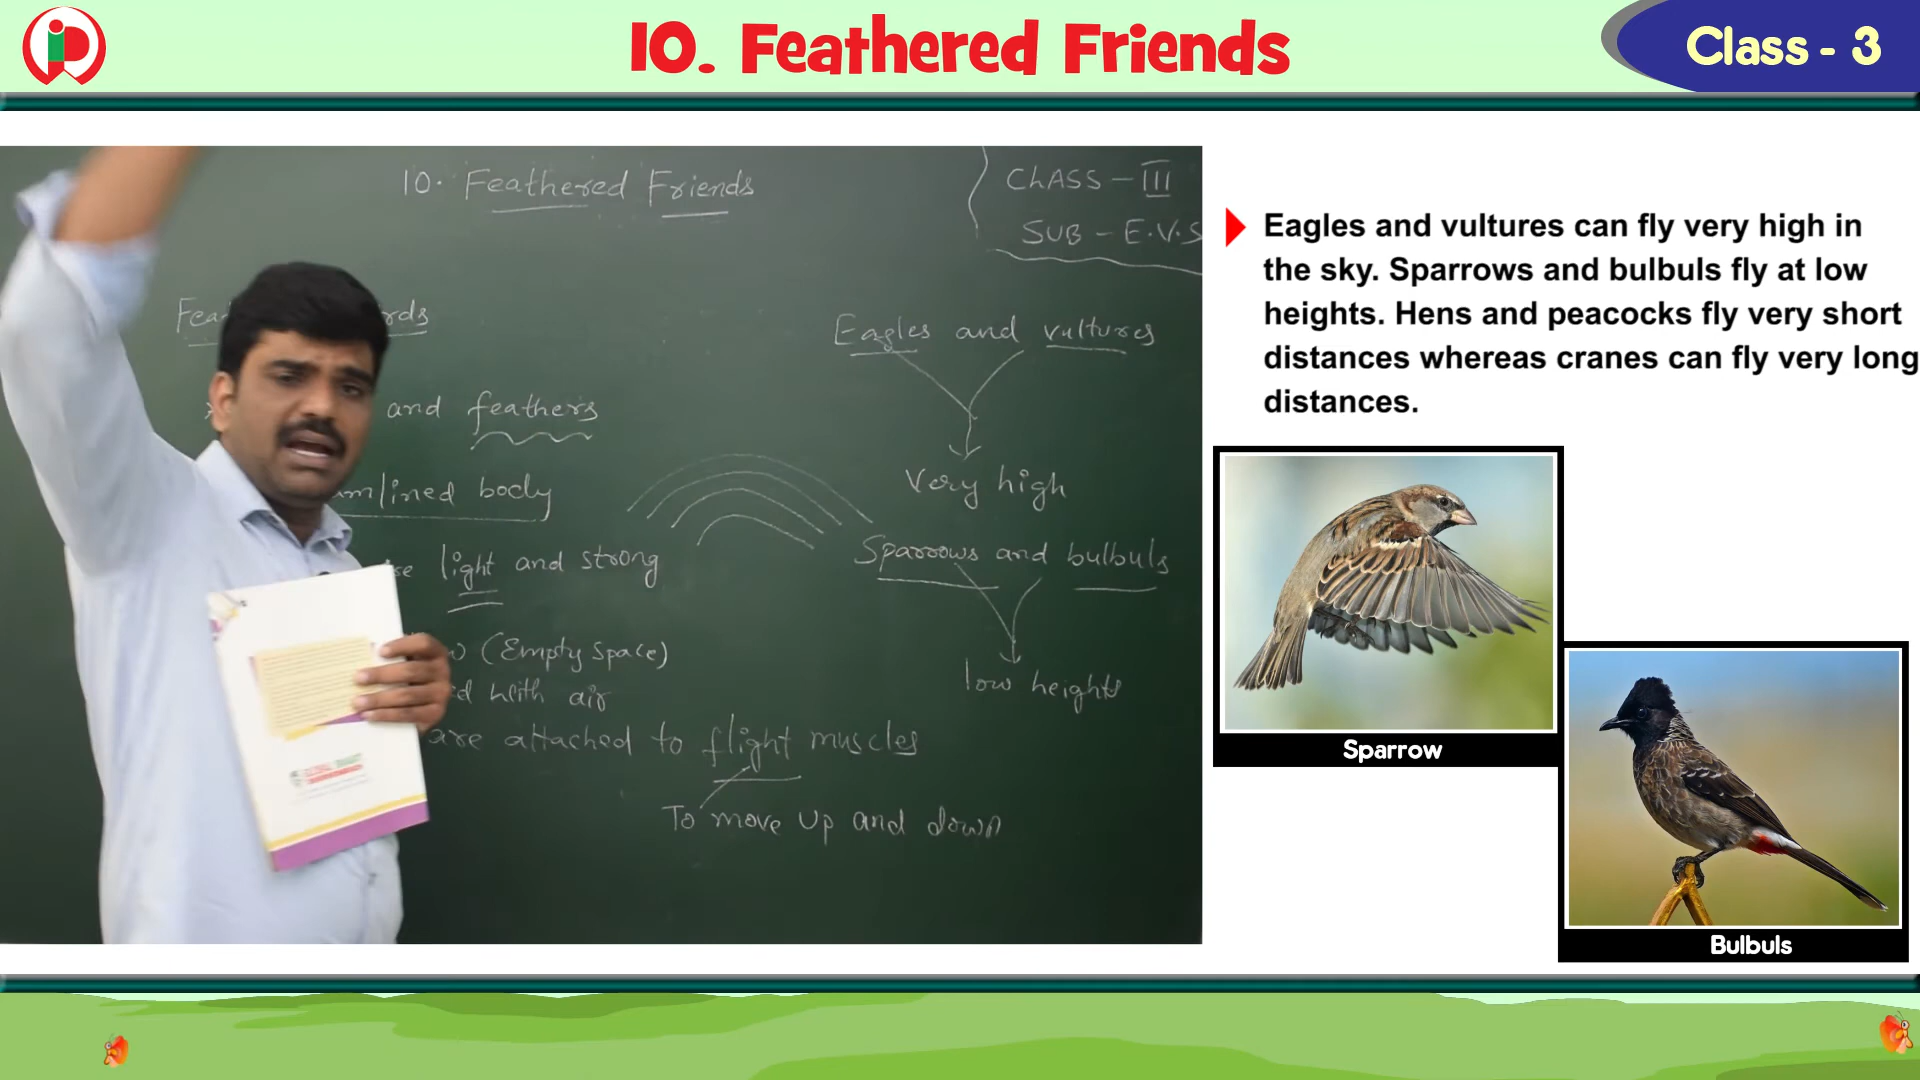 10. Feathered Friends
Class - 3
10. Feathered Friends
CLASS - III
SUB - E.V.S
and feathers
lined body
light and strong
(Empty space)
with air
are attached to flight muscles
To move up and down
Eagles and vultures
Very high
Sparrows and bulbuls
low heights
Eagles and vultures can fly very high in
the sky. Sparrows and bulbuls fly at low
heights. Hens and peacocks fly very short
distances whereas cranes can fly very long
distances.
Sparrow
Bulbuls